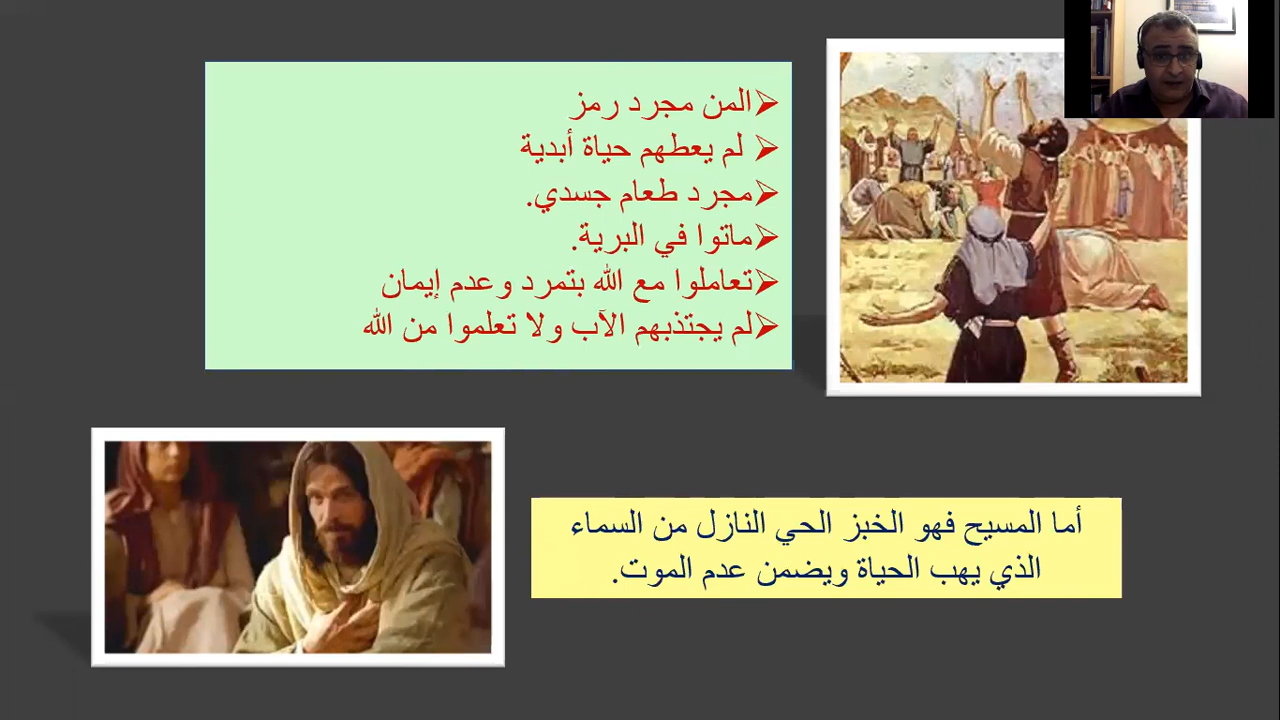 المن مجرد رمز
لم يعطهم حياة أبدية
مجرد طعام جسدي.
ماتوا في البرية.
تعاملوا مع الله بتمرد وعدم إيمان
لم يجتذبهم الآب ولا تعلموا من الله
أما المسيح فهو الخبز الحي النازل من السماء
الذي يهب الحياة ويضمن عدم الموت.